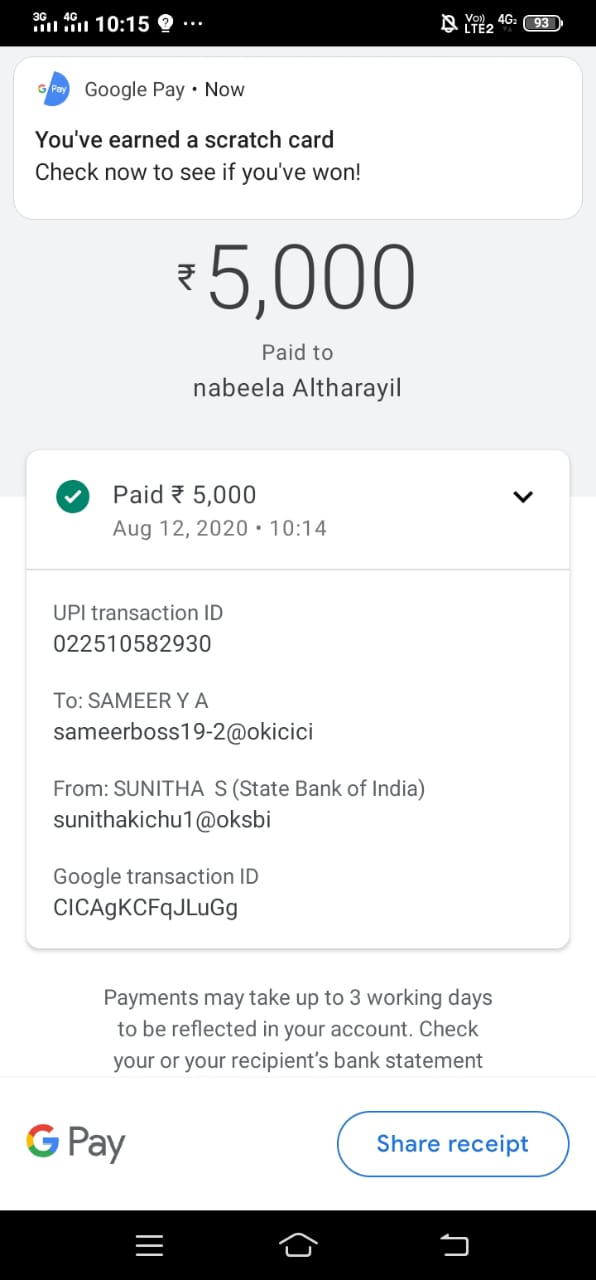 3G 4G 10:15 ? ... Vo)) LTE2 4G 93
G Pay Google Pay • Now
You've earned a scratch card
Check now to see if you've won!
₹5,000
Paid to
nabeela Altharayil
Paid ₹ 5,000
Aug 12, 2020 • 10:14
UPI transaction ID
022510582930
To: SAMEER Y A
sameerboss19-2@okicici
From: SUNITHA  S (State Bank of India)
sunithakichu1@oksbi
Google transaction ID
CICAgKCFqJLuGg
Payments may take up to 3 working days
to be reflected in your account. Check
your or your recipient's bank statement
G Pay
Share receipt